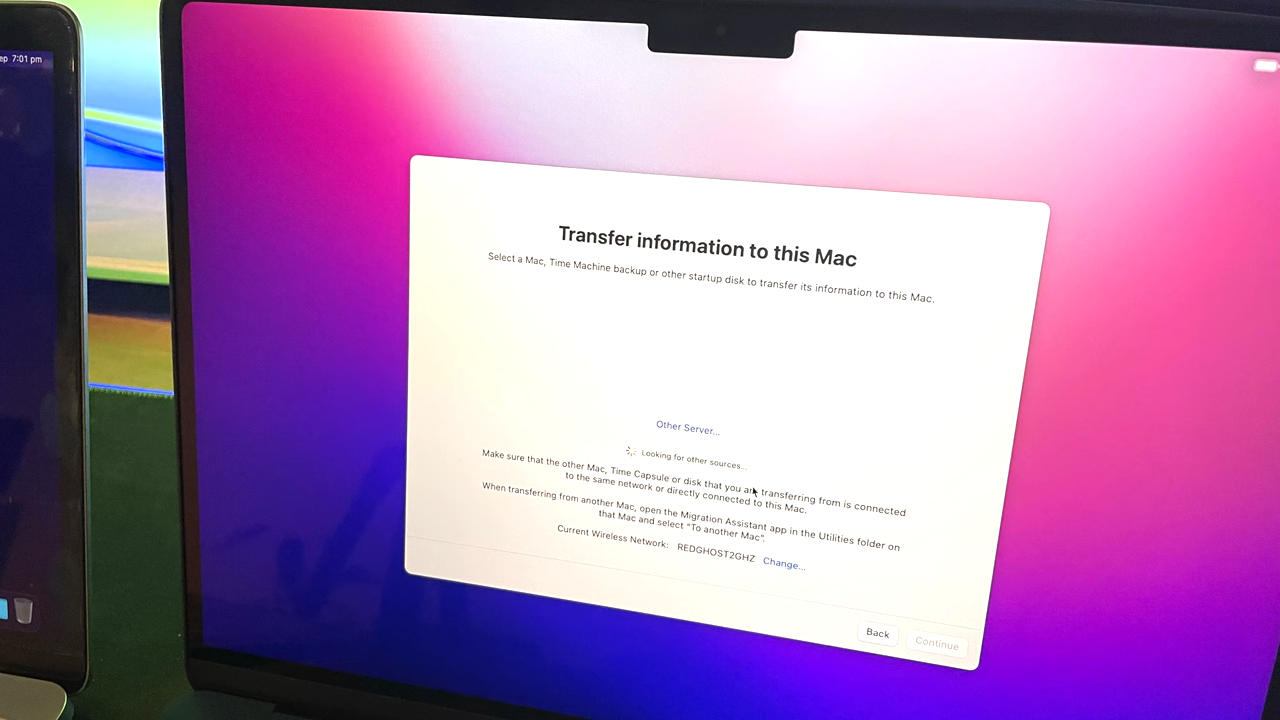 ep 7:01 pm
Transfer information to this Mac
Select a Mac, Time Machine backup or other startup disk to transfer its information to this Mac.
Other Server...
Looking for other sources...
Make sure that the other Mac, Time Capsule or disk that you are transferring from is connected
to the same network or directly connected to this Mac.
When transferring from another Mac, open the Migration Assistant app in the Utilities folder on
that Mac and select "To another Mac".
Current Wireless Network: REDGHOST2GHZ Change...
Back
Continue